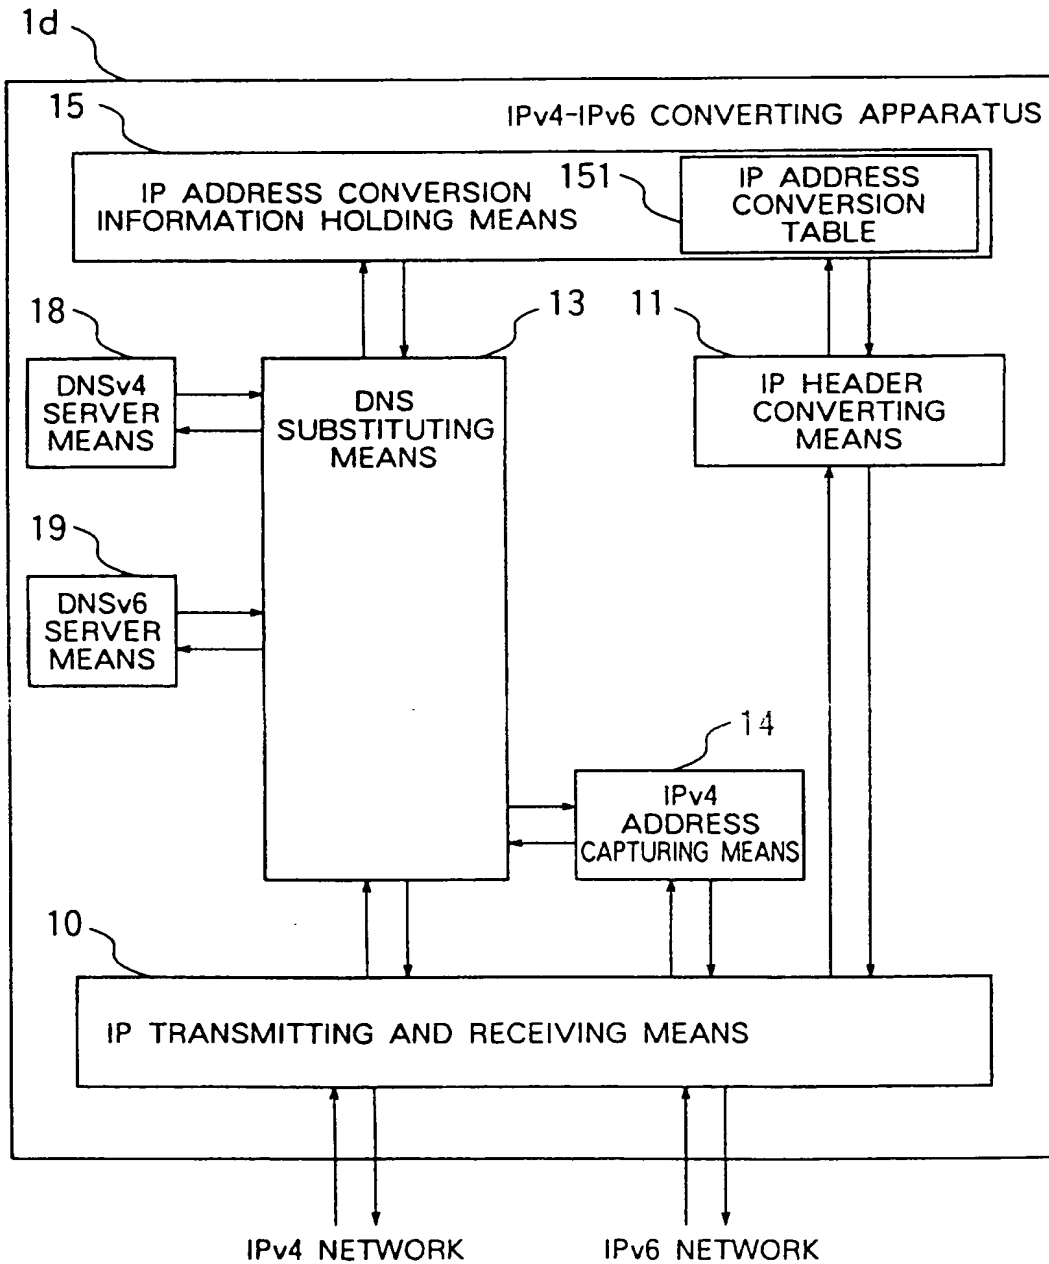 1d
IPv4-IPv6 CONVERTING APPARATUS
15
IP ADDRESS CONVERSION
INFORMATION HOLDING MEANS
151
IP ADDRESS
CONVERSION
TABLE
18
13
11
DNSv4
SERVER
MEANS
DNS
SUBSTITUTING
MEANS
IP HEADER
CONVERTING
MEANS
19
DNSv6
SERVER
MEANS
14
IPv4
ADDRESS
CAPTURING MEANS
10
IP TRANSMITTING AND RECEIVING MEANS
IPv4 NETWORK
IPv6 NETWORK